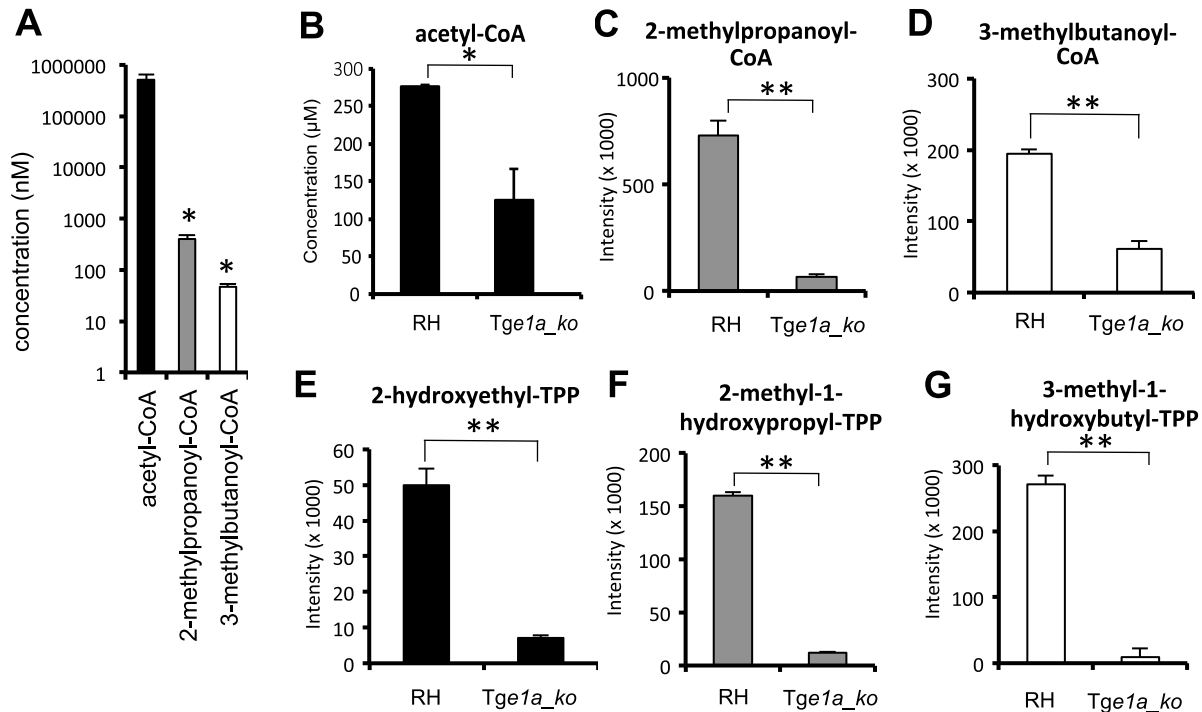 A
concentration (nM)
1000000
100000
10000
1000
100
10
1
*
*
acetyl-CoA
2-methylpropanoyl-CoA
3-methylbutanoyl-CoA
B
acetyl-CoA
*
Concentration (µM)
300
250
200
150
100
50
0
RH Tge1a_ko
C
2-methylpropanoyl-
CoA
**
Intensity (x 1000)
1000
500
0
RH Tge1a_ko
D
3-methylbutanoyl-
CoA
**
Intensity (x 1000)
300
200
100
0
RH Tge1a_ko
E
2-hydroxyethyl-TPP
**
Intensity (x 1000)
60
50
40
30
20
10
0
RH Tge1a_ko
F
2-methyl-1-
hydroxypropyl-TPP
**
Intensity (x 1000)
200
150
100
50
0
RH Tge1a_ko
G
3-methyl-1-
hydroxybutyl-TPP
**
Intensity (x 1000)
300
200
100
0
RH Tge1a_ko